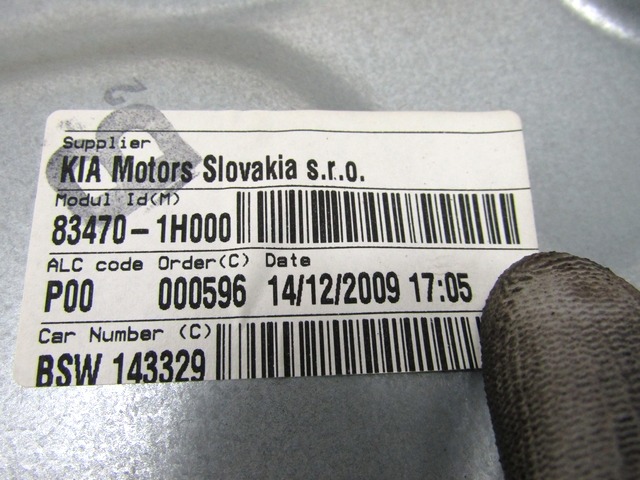 Supplier
KIA Motors Slovakia s.r.o.
Modul Id(M)
83470-1H000
ALC code Order(C) Date
P00 000596 14/12/2009 17:05
Car Number (C)
BSW 143329